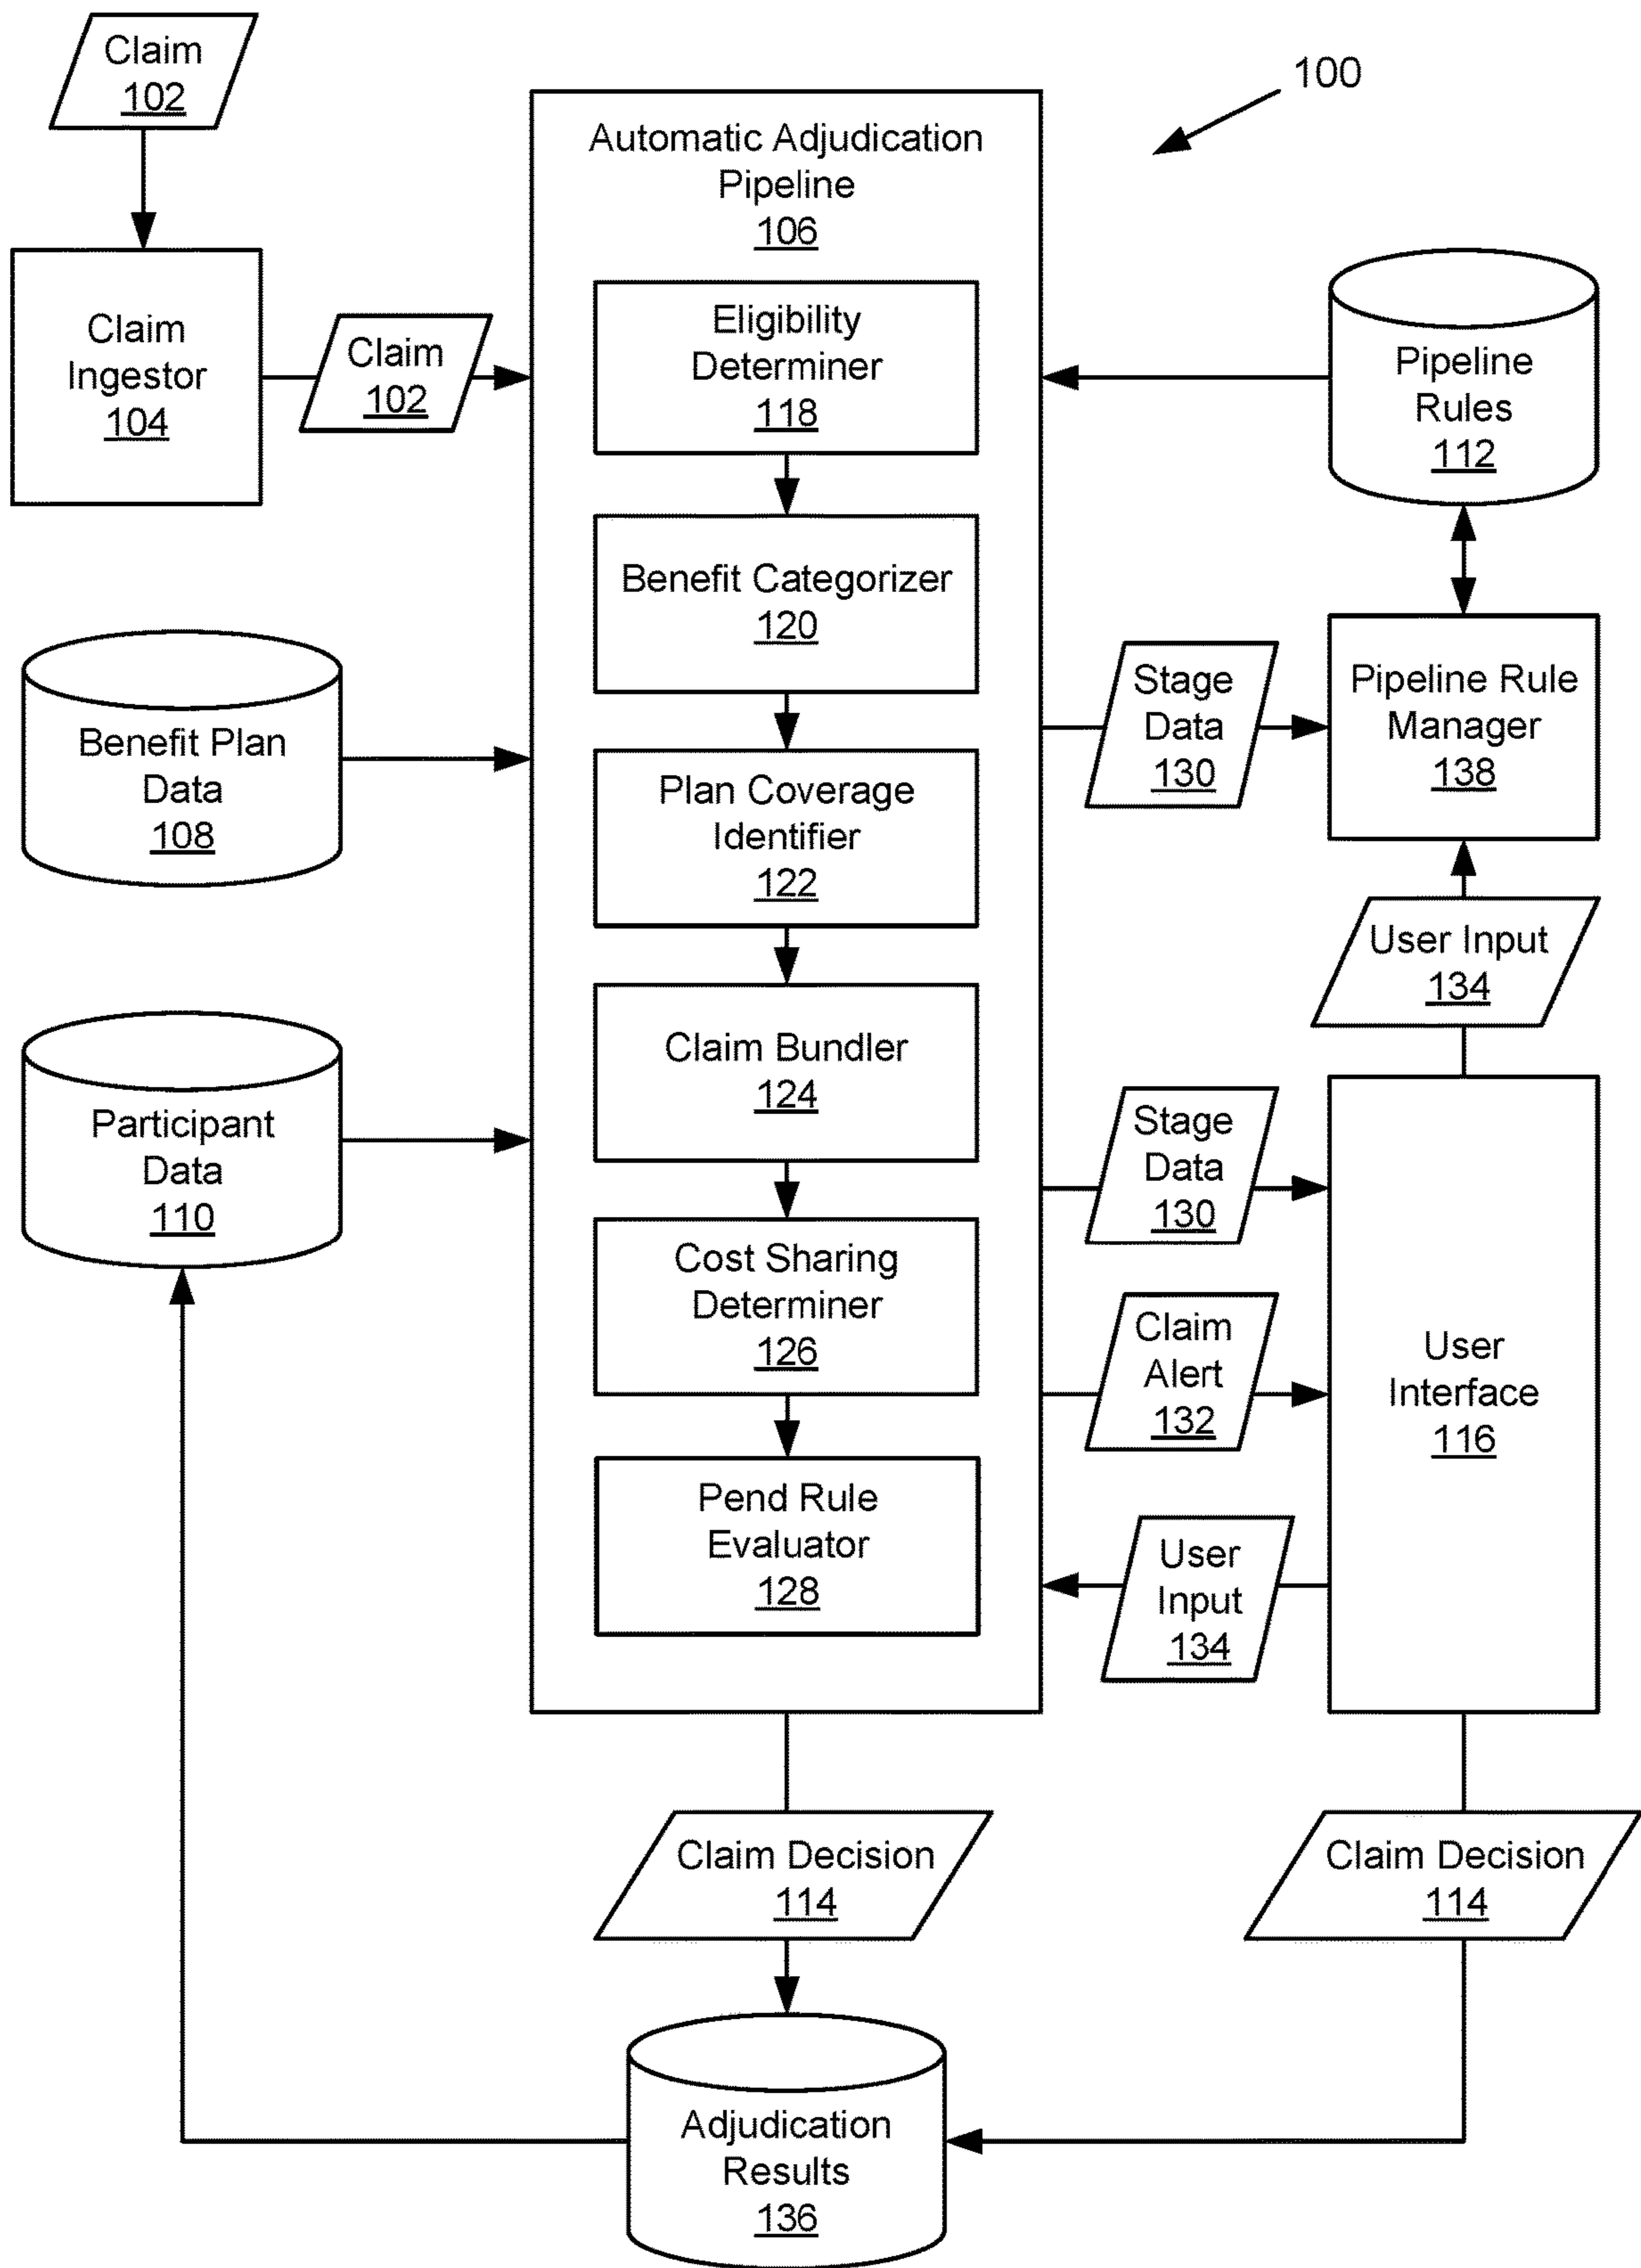 Claim
102
100
Automatic Adjudication
Pipeline
106
Claim
Ingestor
104
Claim
102
Eligibility
Determiner
118
Pipeline
Rules
112
Benefit Categorizer
120
Stage
Data
130
Pipeline Rule
Manager
138
Benefit Plan
Data
108
Plan Coverage
Identifier
122
User Input
134
Participant
Data
110
Claim Bundler
124
Stage
Data
130
Cost Sharing
Determiner
126
Claim
Alert
132
User
Interface
116
Pend Rule
Evaluator
128
User
Input
134
Claim Decision
114
Claim Decision
114
Adjudication
Results
136